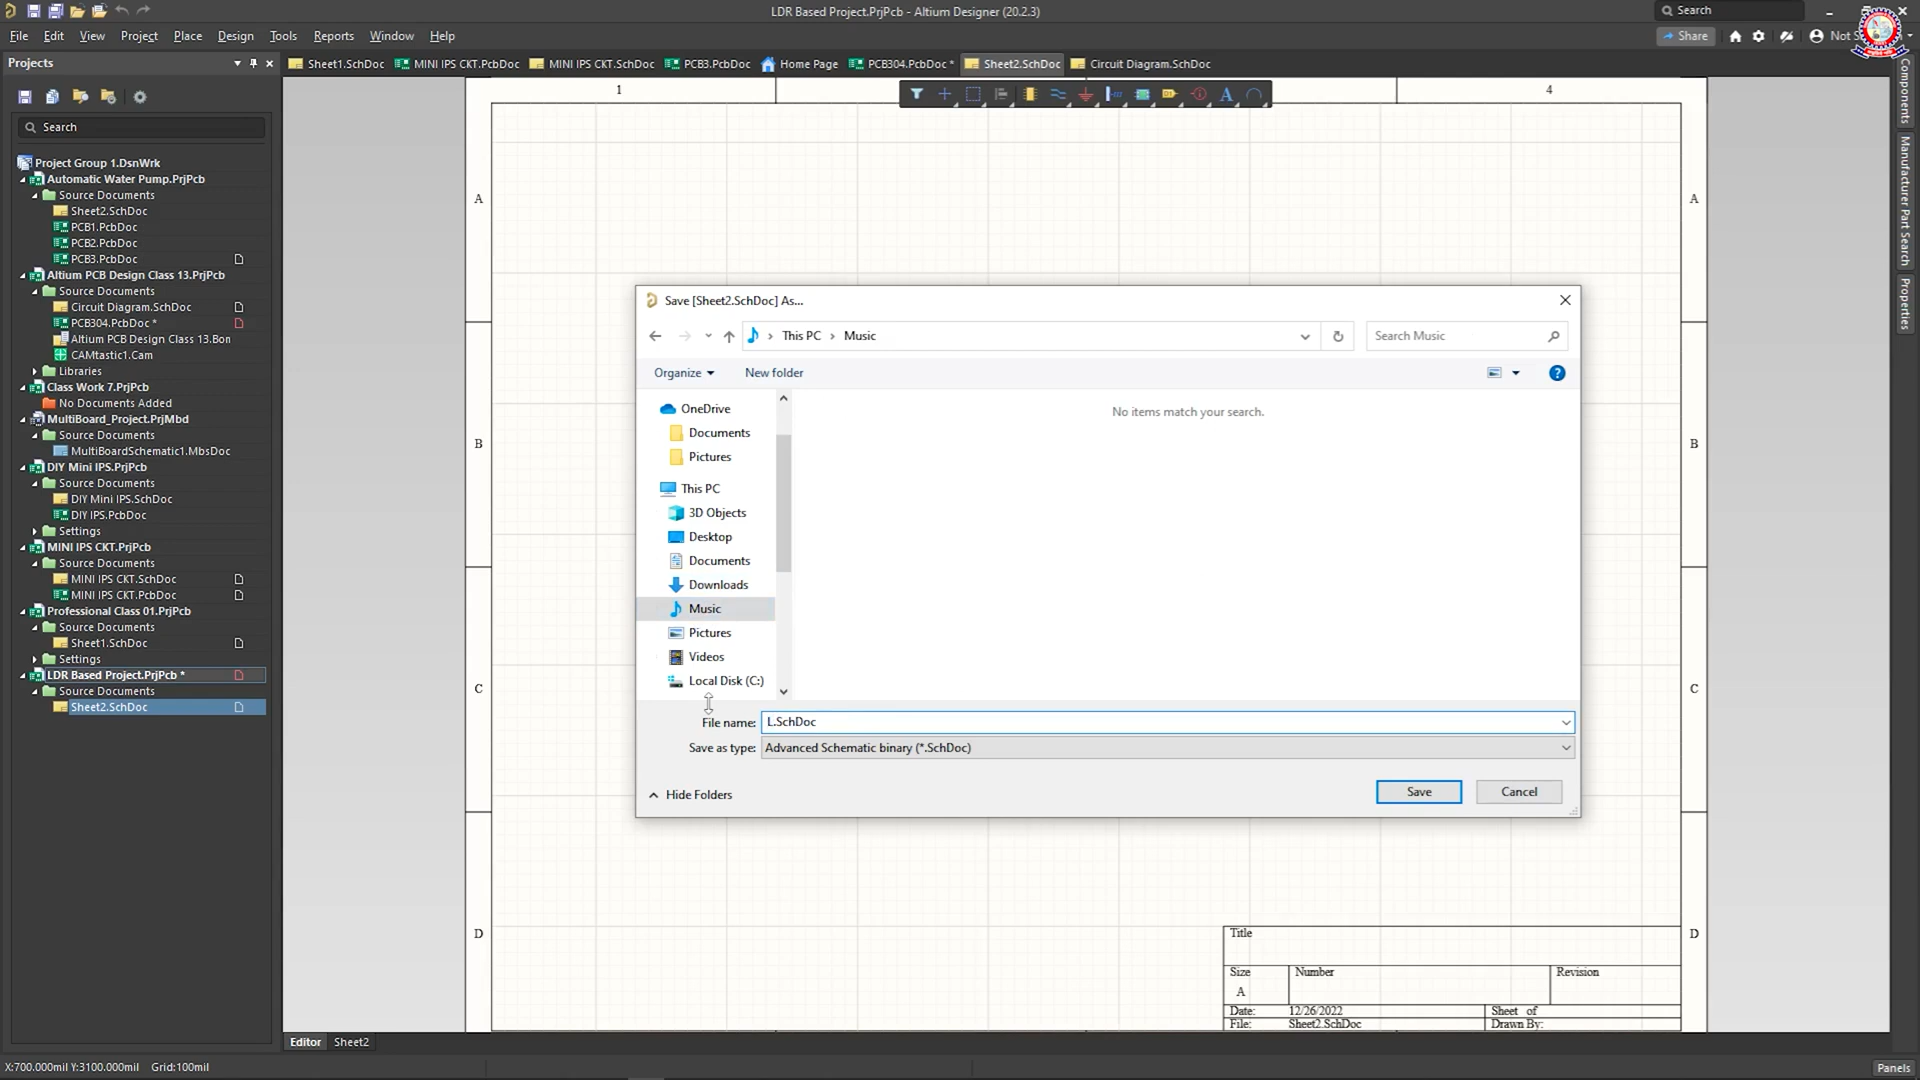 LDR Based Project.PrjPcb - Altium Designer (20.2.3)
Search
File Edit View Project Place Design Tools Reports Window Help
Share
Not S
Projects
Sheet1.SchDoc MINI IPS CKT.PcbDoc MINI IPS CKT.SchDoc PCB3.PcbDoc Home Page PCB304.PcbDoc * Sheet2.SchDoc Circuit Diagram.SchDoc
Search
Project Group 1.DsnWrk
Automatic Water Pump.PrjPcb
Source Documents
Sheet2.SchDoc
PCB1.PcbDoc
PCB2.PcbDoc
PCB3.PcbDoc
Altium PCB Design Class 13.PrjPcb
Source Documents
Circuit Diagram.SchDoc
PCB304.PcbDoc *
Altium PCB Design Class 13.Bon
CAMtastic1.Cam
Libraries
Class Work 7.PrjPcb
No Documents Added
MultiBoard_Project.PrjMbd
Source Documents
MultiBoardSchematic1.MbsDoc
DIY Mini IPS.PrjPcb
Source Documents
DIY Mini IPS.SchDoc
DIY IPS.PcbDoc
Settings
MINI IPS CKT.PrjPcb
Source Documents
MINI IPS CKT.SchDoc
MINI IPS CKT.PcbDoc
Professional Class 01.PrjPcb
Source Documents
Sheet1.SchDoc
Settings
LDR Based Project.PrjPcb *
Source Documents
Sheet2.SchDoc
1
4
A
A
B
B
C
C
D
D
Save [Sheet2.SchDoc] As...
This PC > Music
Search Music
Organize
New folder
OneDrive
Documents
Pictures
This PC
3D Objects
Desktop
Documents
Downloads
Music
Pictures
Videos
Local Disk (C:)
No items match your search.
File name: L.SchDoc
Save as type: Advanced Schematic binary (*.SchDoc)
Hide Folders
Save
Cancel
Title
Size
Number
Revision
A
Date: 12/26/2022
Sheet of
File: Sheet2.SchDoc
Drawn By:
Components
Manufacturer Part Search
Properties
Editor Sheet2
X:700.000mil Y:3100.000mil Grid:100mil
Panels